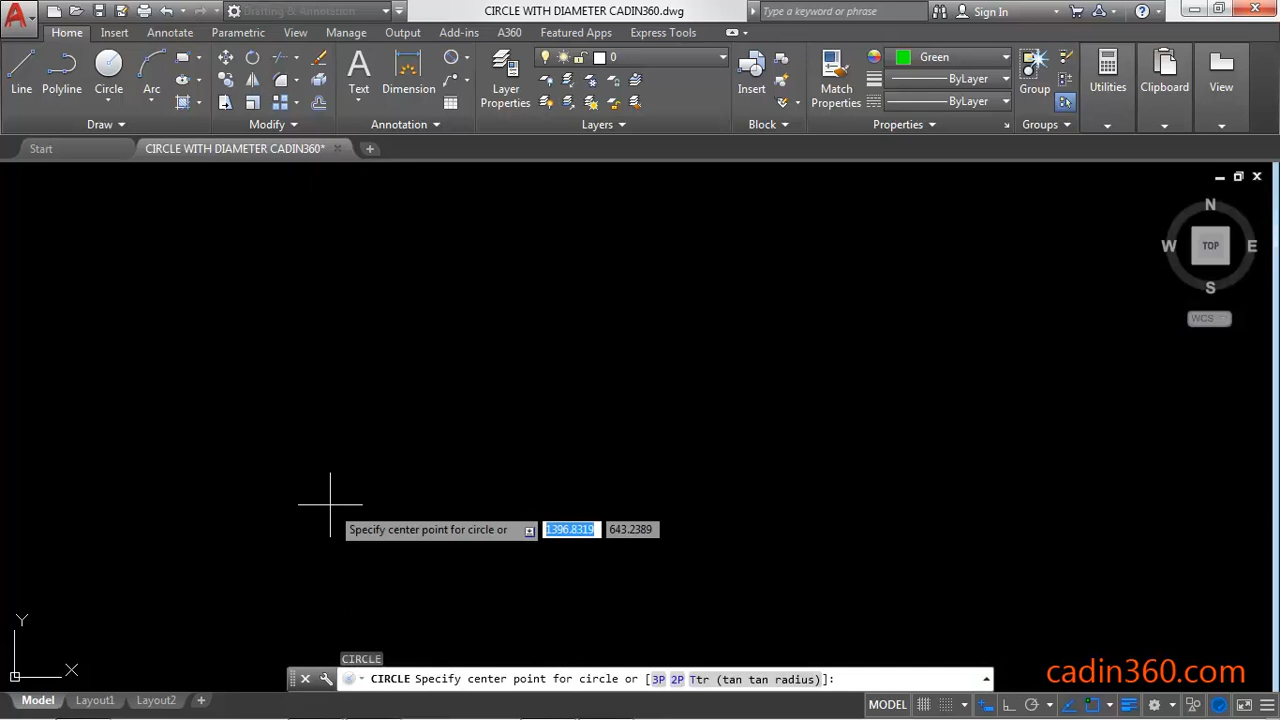 Drafting & Annotation
CIRCLE WITH DIAMETER CADIN360.dwg
Type a keyword or phrase
Sign In
Home Insert Annotate Parametric View Manage Output Add-ins A360 Featured Apps Express Tools
Line Polyline Circle Arc
Text Dimension
Layer Properties
0
Insert
Match Properties
Green
ByLayer
ByLayer
Group
Utilities Clipboard View
Draw Modify Annotation Layers Block Properties Groups
Start CIRCLE WITH DIAMETER CADIN360*
N
W TOP E
S
WCS
Specify center point for circle or 1396.8319 643.2389
Y
X
CIRCLE
CIRCLE Specify center point for circle or [3P 2P Ttr (tan tan radius)]:
cadin360.com
Model Layout1 Layout2
MODEL